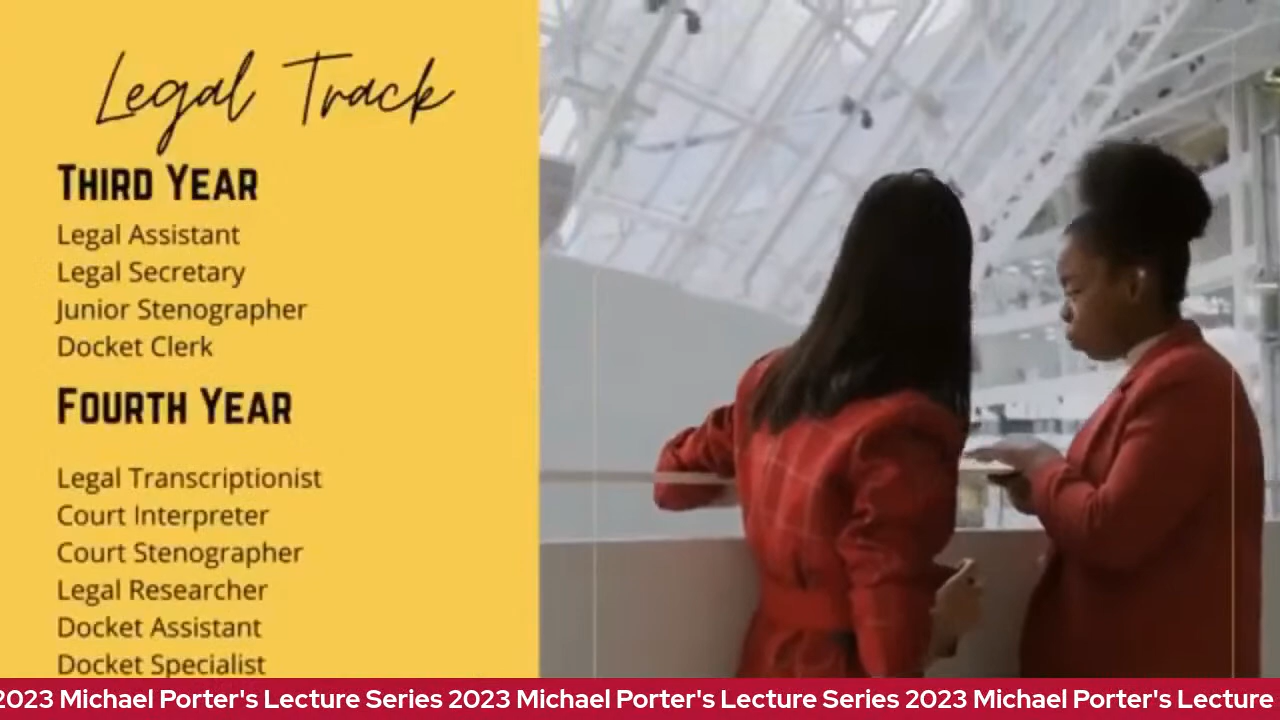 Legal Track
THIRD YEAR
Legal Assistant
Legal Secretary
Junior Stenographer
Docket Clerk
FOURTH YEAR
Legal Transcriptionist
Court Interpreter
Court Stenographer
Legal Researcher
Docket Assistant
Docket Specialist
2023 Michael Porter's Lecture Series 2023 Michael Porter's Lecture Series 2023 Michael Porter's Lecture